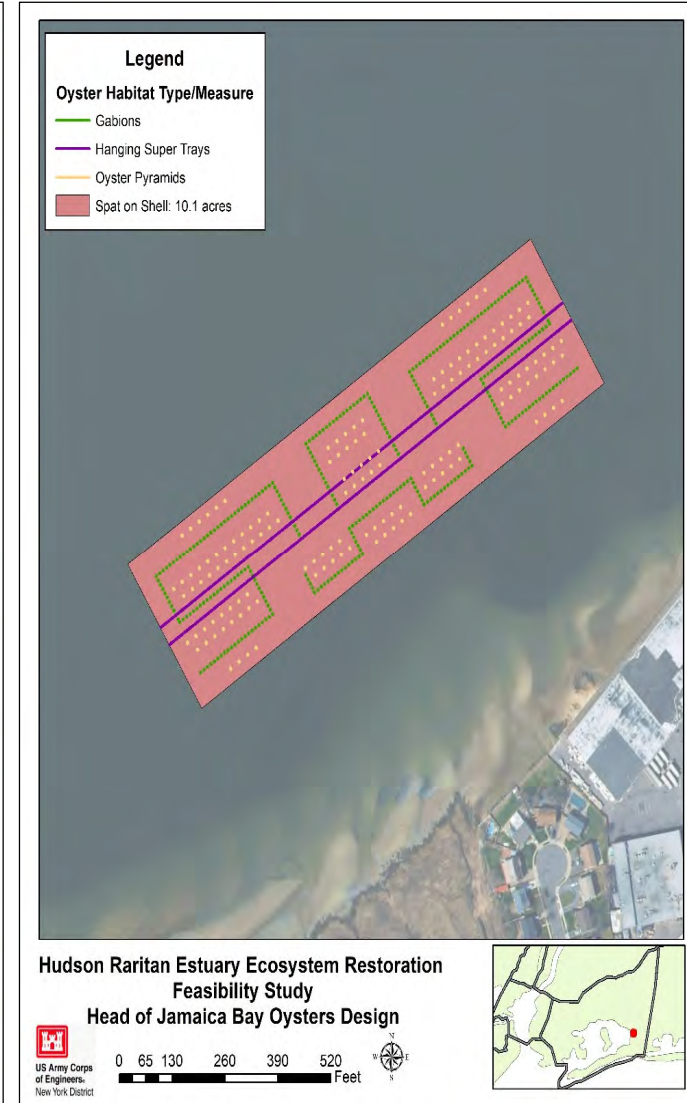 Legend
Oyster Habitat Type/Measure
Gabions
Hanging Super Trays
Oyster Pyramids
Spat on Shell: 10.1 acres
Hudson Raritan Estuary Ecosystem Restoration
Feasibility Study
Head of Jamaica Bay Oysters Design
US Army Corps
of Engineers®
New York District
0 65 130 260 390 520
Feet
N
W E
S